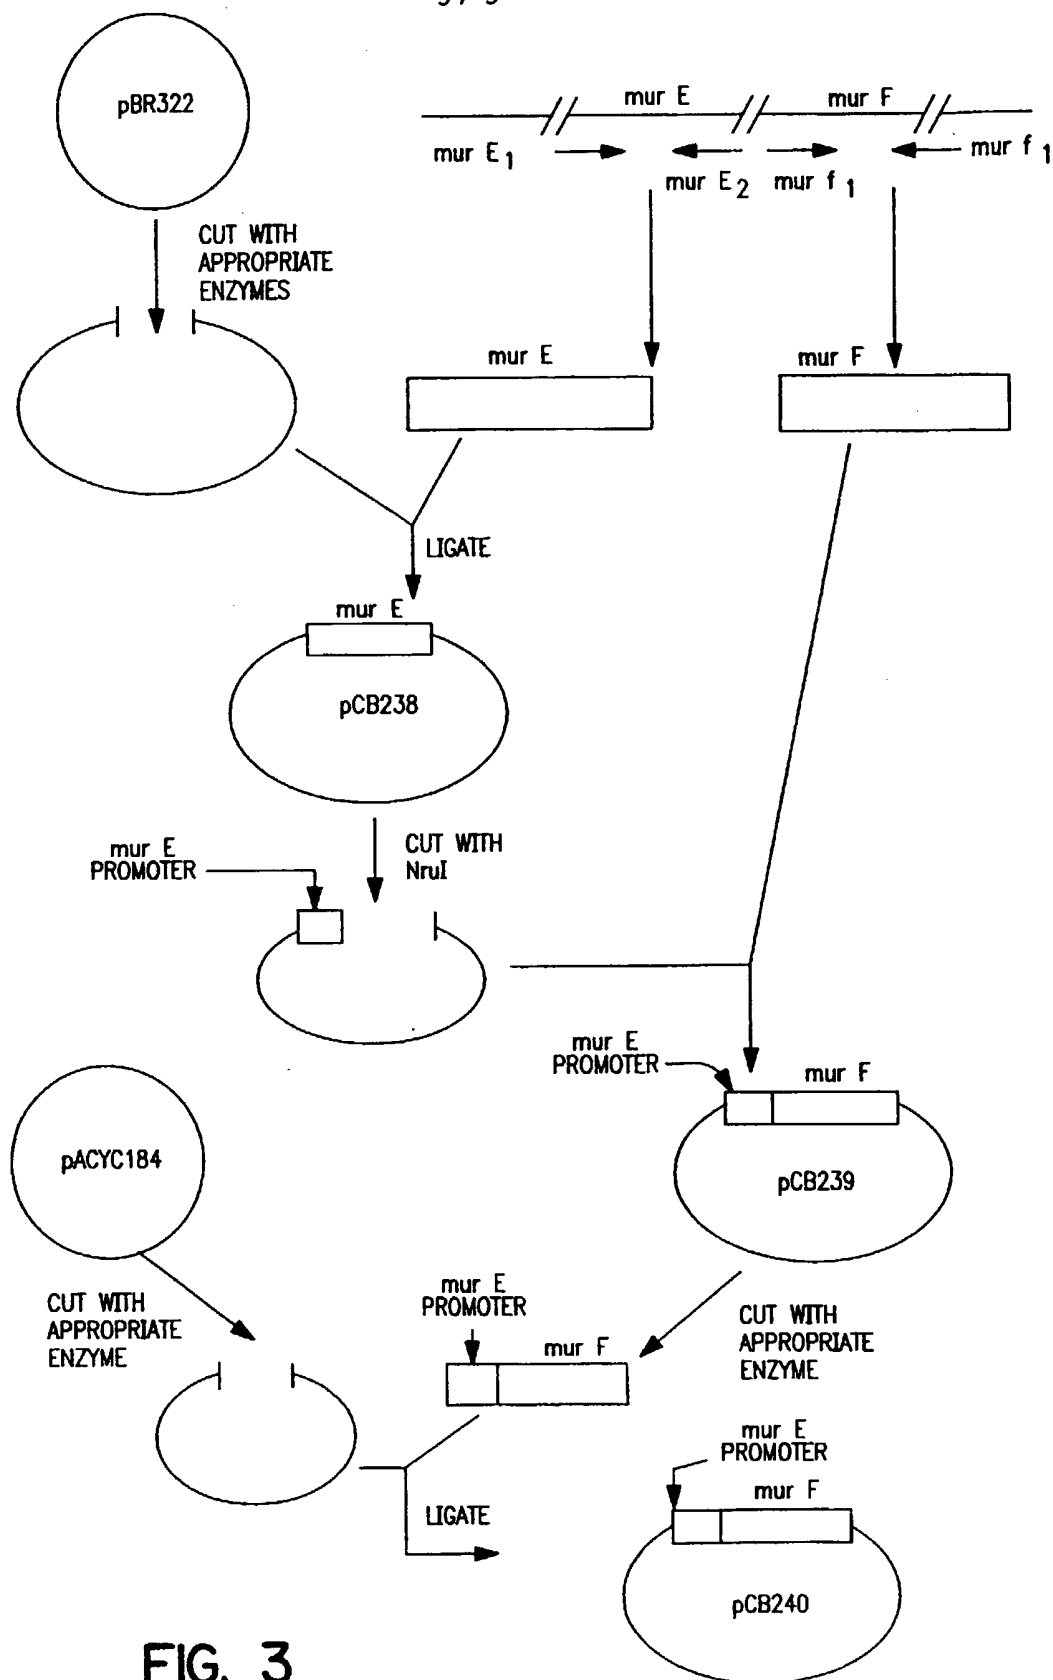 pBR322
mur E
mur F
mur E1
mur E2
mur f1
mur f1
CUT WITH
APPROPRIATE
ENZYMES
mur E
mur F
LIGATE
mur E
pCB238
mur E
PROMOTER
CUT WITH
NruI
mur E
PROMOTER
mur F
pCB239
pACYC184
CUT WITH
APPROPRIATE
ENZYME
mur E
PROMOTER
mur F
CUT WITH
APPROPRIATE
ENZYME
LIGATE
mur E
PROMOTER
mur F
pCB240
FIG. 3